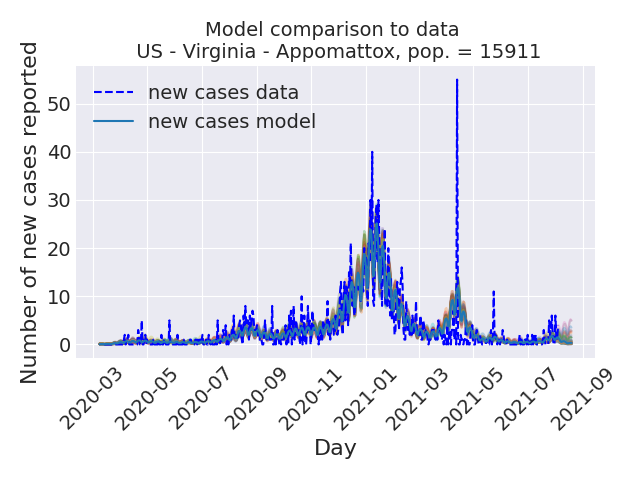 Model comparison to data
US - Virginia - Appomattox, pop. = 15911
Number of new cases reported
50
40
30
20
10
0
new cases data
new cases model
2020-03
2020-05
2020-07
2020-09
2020-11
2021-01
2021-03
2021-05
2021-07
2021-09
Day